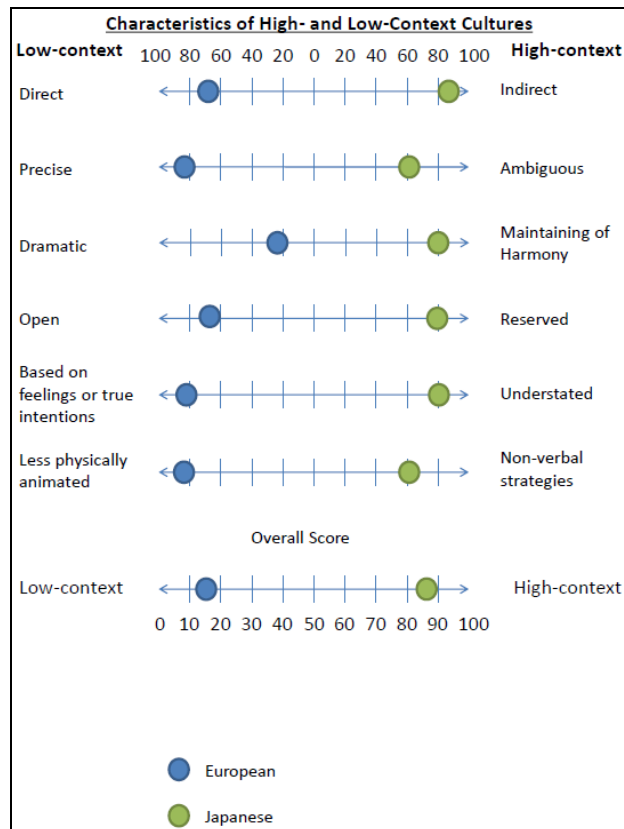 Characteristics of High- and Low-Context Cultures
Low-context 100 80 60 40 20 0 20 40 60 80 100 High-context
Direct Indirect
Precise Ambiguous
Dramatic Maintaining of
Harmony
Open Reserved
Based on
feelings or true
intentions
Understated
Less physically
animated
Non-verbal
strategies
Overall Score
Low-context High-context
0 10 20 30 40 50 60 70 80 90 100
European
Japanese